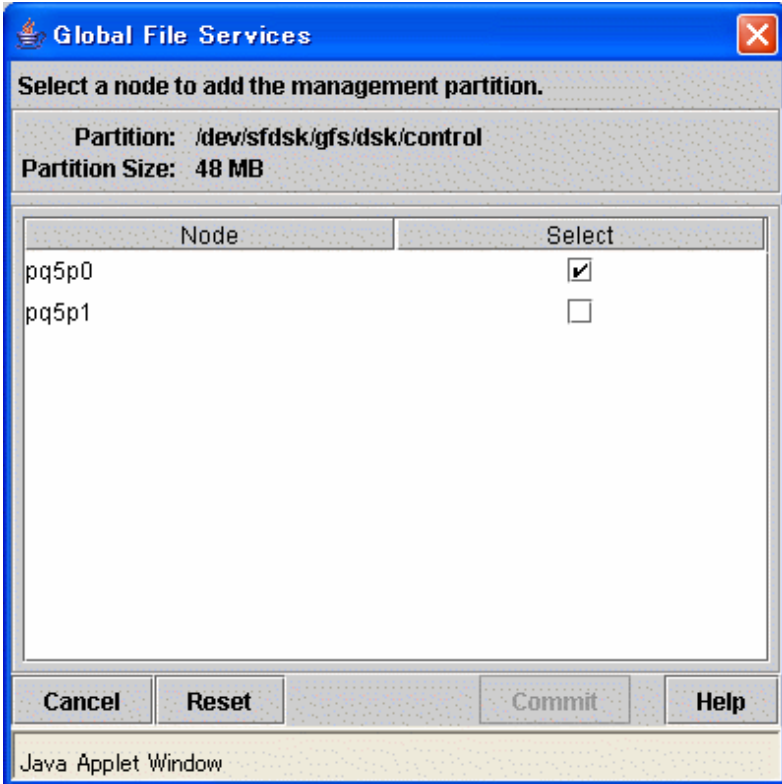 Global File Services
Select a node to add the management partition.
Partition: /dev/sfdsk/gfs/dsk/control
Partition Size: 48 MB
Node Select
pq5p0
pq5p1
Cancel Reset Commit Help
Java Applet Window